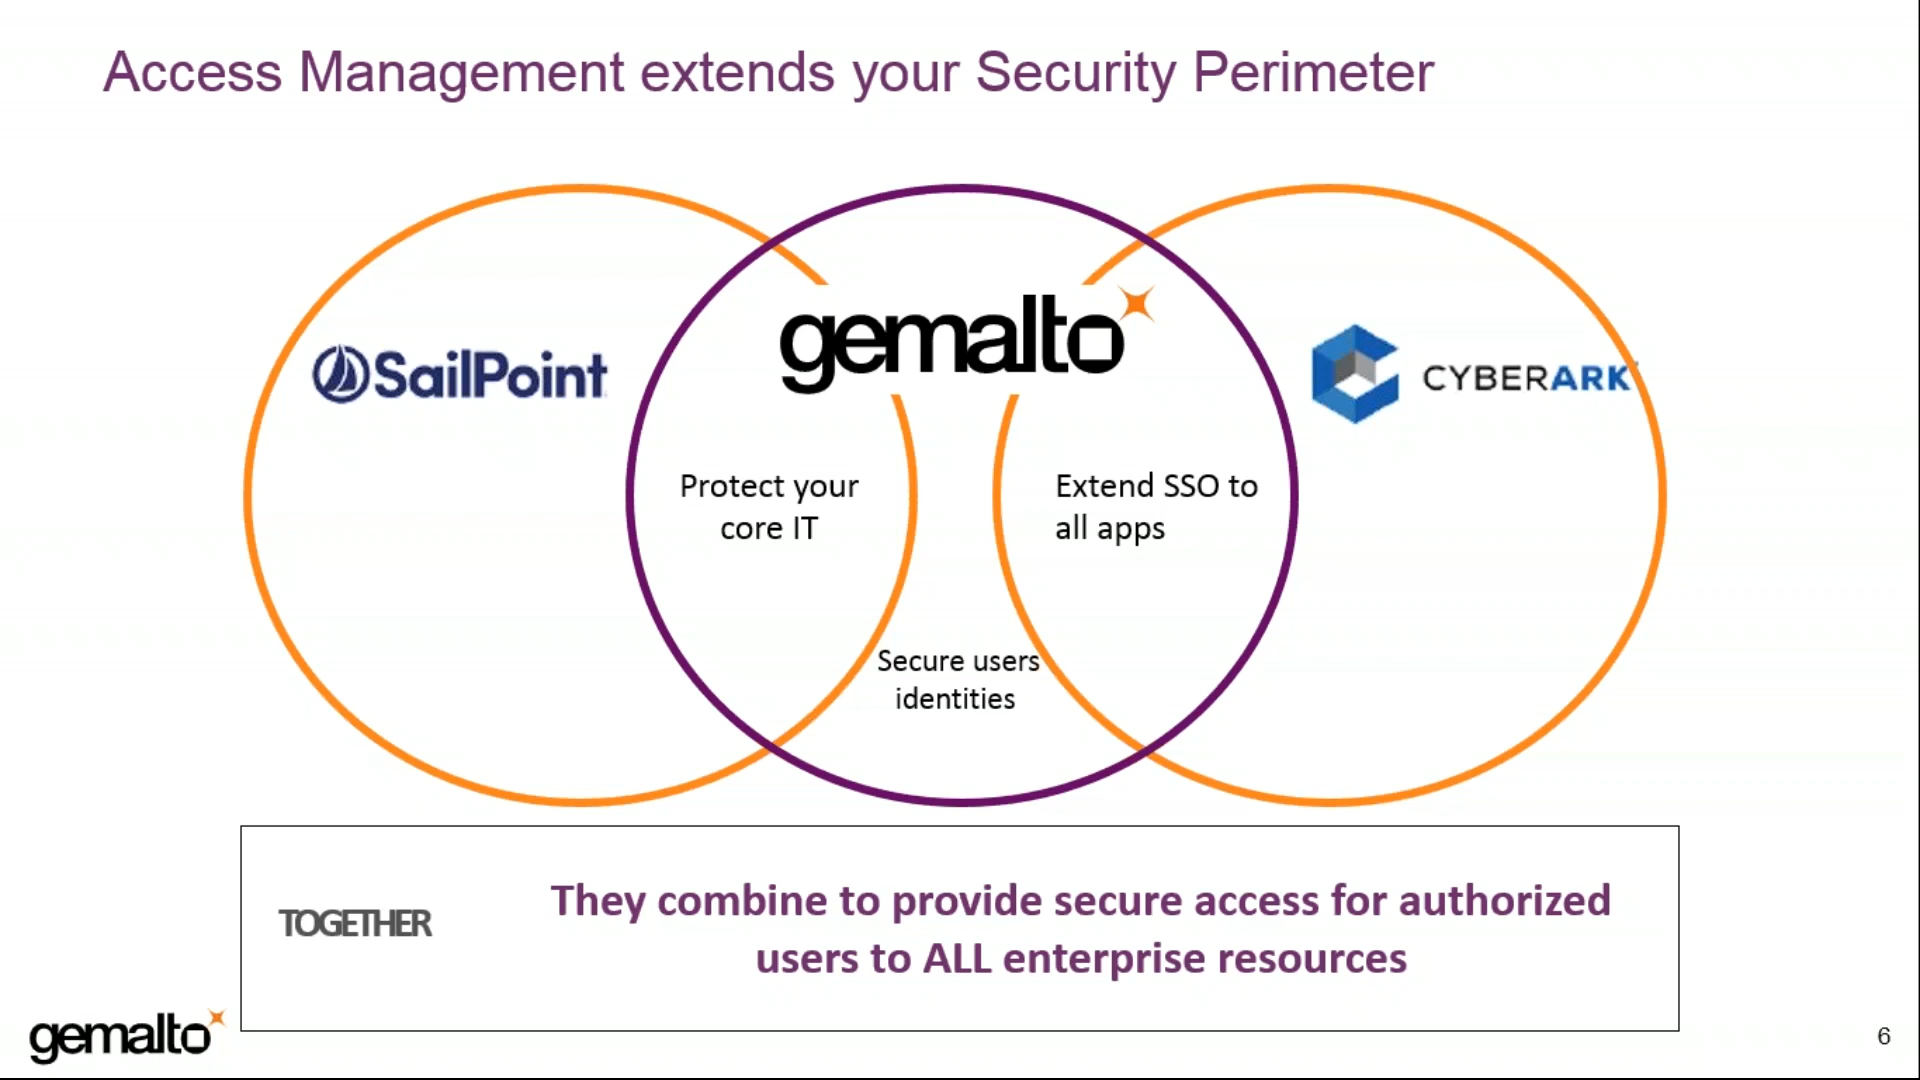 Access Management extends your Security Perimeter
SailPoint
gemalto
CYBERARK
Protect your
core IT
Extend SSO to
all apps
Secure users
identities
TOGETHER
They combine to provide secure access for authorized
users to ALL enterprise resources
gemalto
6